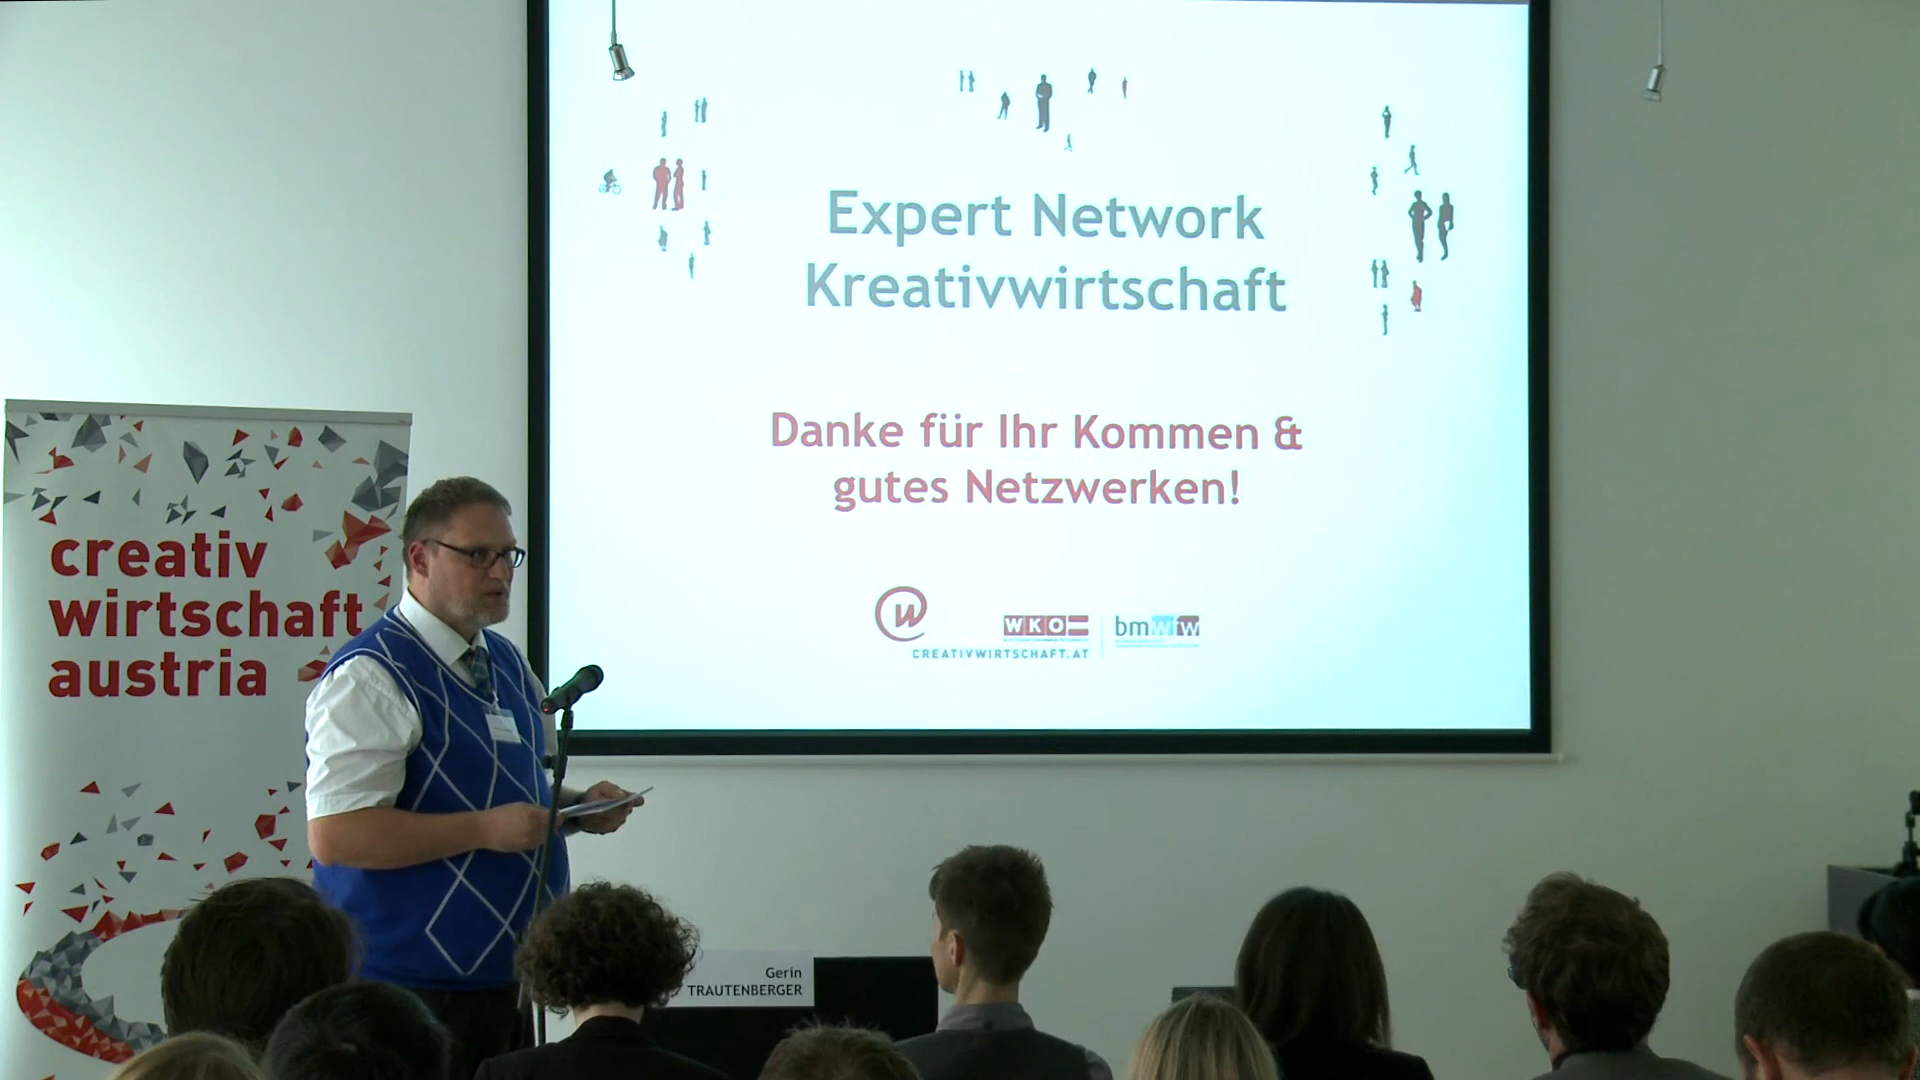 Expert Network
Kreativwirtschaft
Danke für Ihr Kommen &
gutes Netzwerken!
WKO
bmwfw
CREATIVWIRTSCHAFT.AT
creativ
wirtschaft
austria
Gerin
TRAUTENBERGER